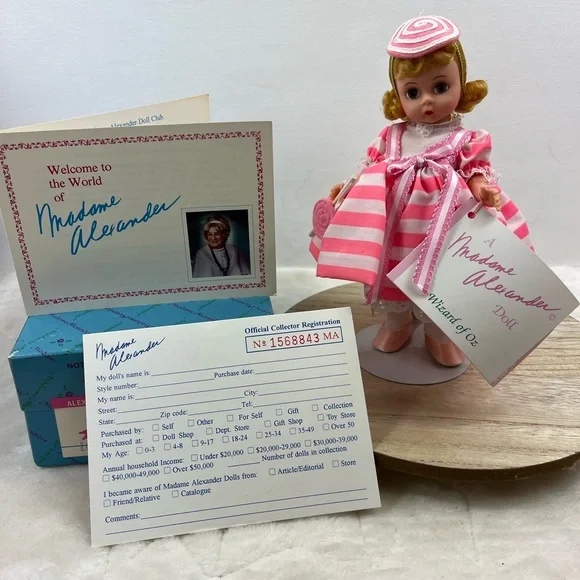 Alexander Doll Club
Welcome to
the World
of
Madame
Alexander
Madame
Alexander
Official Collector Registration
No 1568843 MA
My doll's name is:
Purchase date:
Style number:
My name is:
Street:
City:
State:
Zip code:
Tel:
Purchased by: Self Other For Self Gift Collection
Purchased at: Doll Shop Dept. Store Gift Shop Toy Store
My Age: 0-3 4-8 9-17 18-24 25-34 35-49 Over 50
Annual household Income: Under $20,000 $20,000-29,000 $30,000-39,000
$40,000-49,000 Over $50,000 Number of dolls in collection
I became aware of Madame Alexander Dolls from: Article/Editorial Store
Friend/Relative Catalogue
Comments:
A
Madame
Alexander
Doll
©
Wizard of Oz